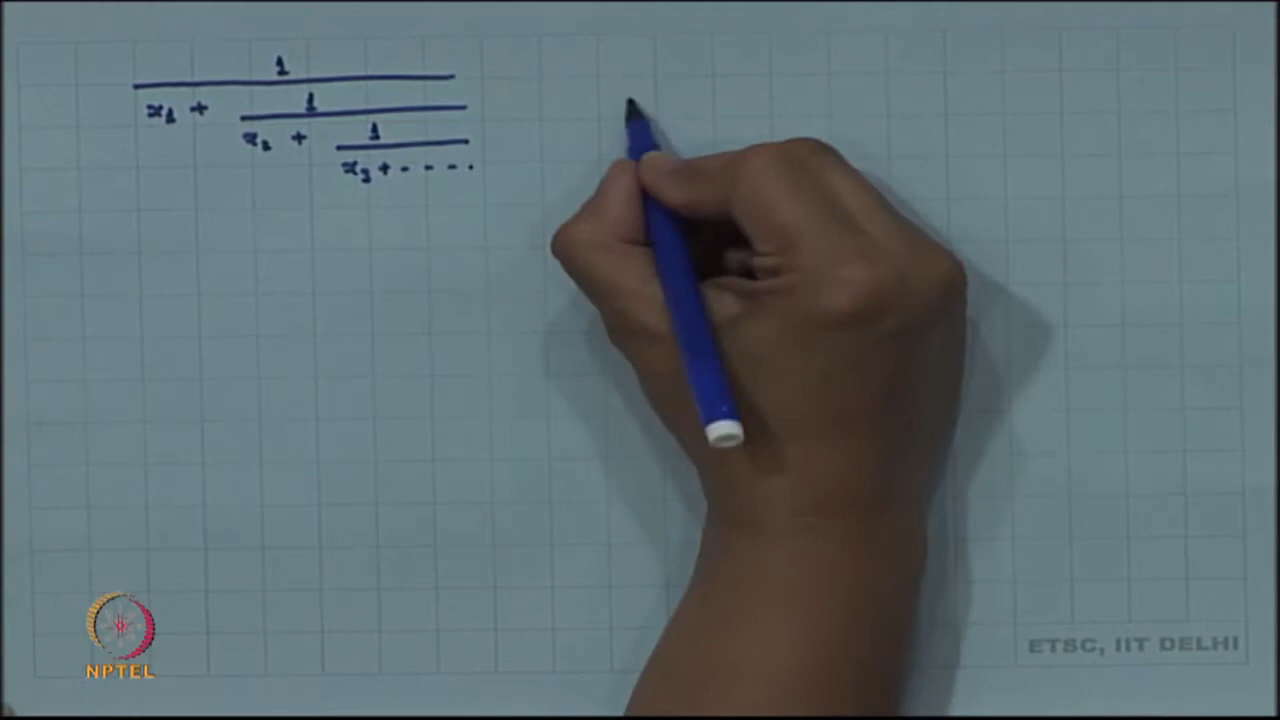 1
x₁ + 1
x₂ + 1
x₃ + - - - .
NPTEL
ETSC, IIT DELHI